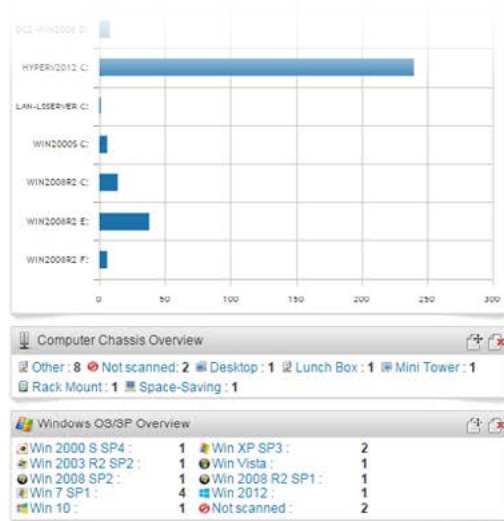 DC2-WIN2008 D:
HYPERV2012 C:
LAN-LSSERVER C:
WIN2000S C:
WIN2008R2 C:
WIN2008R2 E:
WIN2008R2 F:
0 50 100 150 200 250 300
Computer Chassis Overview
Other : 8 Not scanned: 2 Desktop : 1 Lunch Box : 1 Mini Tower : 1
Rack Mount : 1 Space-Saving : 1
Windows OS/SP Overview
Win 2000 S SP4 : 1 Win XP SP3 : 2
Win 2003 R2 SP2 : 1 Win Vista : 1
Win 2008 SP2 : 1 Win 2008 R2 SP1 : 1
Win 7 SP1 : 4 Win 2012 : 1
Win 10 : 1 Not scanned : 2